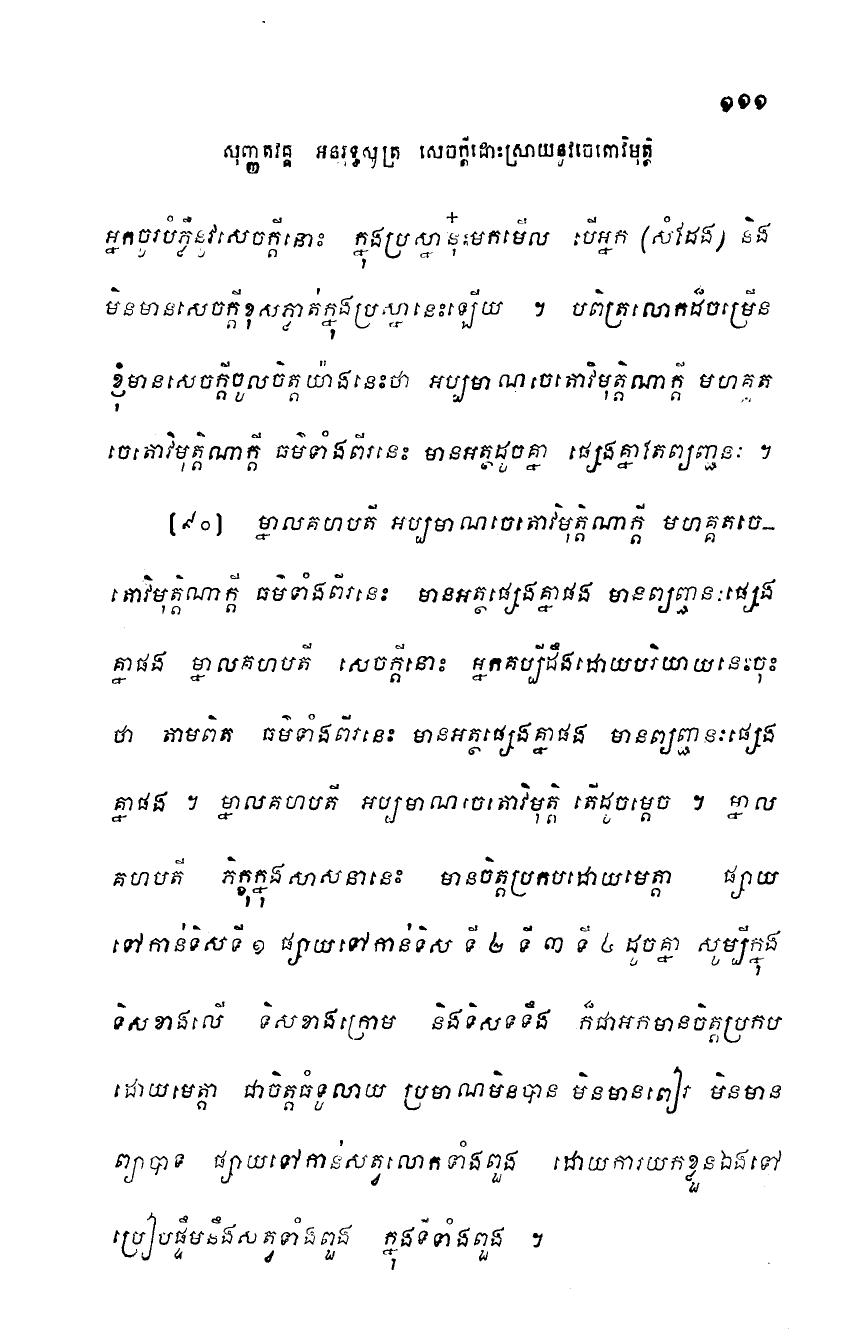 ១១១
សុញ្ញតវគ្គ អនរុទ្ធសូត្រ សេចក្តីដោះស្រាយនូវចេតោវិមុត្តិ
អ្នកចូរបំភ្លឺនូវសេចក្តីនោះ ក្នុងប្រស្នានុ៎ះមកមើល បើអ្នក (សំដែង) និង
មិនមានសេចក្តីខុសភ្លាត់ក្នុងប្រស្នានេះឡើយ ។ បពិត្រលោកដ៏ចម្រើន
ខ្ញុំមានសេចក្តីចូលចិត្តយ៉ាងនេះថា អប្បមាណចេតោវិមុត្តិណាក្តី មហគ្គត
ចេតោវិមុត្តិណាក្តី ធម៌ទាំងពីរនេះ មានអត្ថដូចគ្នា ផ្សេងគ្នាតែព្យញ្ជនៈ ។
(៩០) ម្នាលគហបតី អប្បមាណចេតោវិមុត្តិណាក្តី មហគ្គតចេ-
តោវិមុត្តិណាក្តី ធម៌ទាំងពីរនេះ មានអត្ថផ្សេងគ្នាផង មានព្យញ្ជនៈផ្សេង
គ្នាផង ម្នាលគហបតី សេចក្តីនោះ អ្នកគប្បីដឹងដោយបរិយាយនេះចុះ
ថា តាមពិត ធម៌ទាំងពីរនេះ មានអត្ថផ្សេងគ្នាផង មានព្យញ្ជនៈផ្សេង
គ្នាផង ។ ម្នាលគហបតី អប្បមាណចេតោវិមុត្តិ តើដូចម្តេច ។ ម្នាល
គហបតី ភិក្ខុក្នុងសាសនានេះ មានចិត្តប្រកបដោយមេត្តា ផ្សាយ
ទៅកាន់ទិសទី ១ ផ្សាយទៅកាន់ទិស ទី ២ ទី ៣ ទី ៤ ដូចគ្នា សូម្បីក្នុង
ទិសខាងលើ ទិសខាងក្រោម និងទិសទទឹង ក៏ជាអកមានចិត្តប្រកប
ដោយមេត្តា ជាចិត្តធំទូលាយ ប្រមាណមិនបាន មិនមានពៀរ មិនមាន
ព្យាបាទ ផ្សាយទៅកាន់សត្វលោកទាំងពួង ដោយការយកខ្លួនឯងទៅ
ប្រៀបផ្ទឹមនឹងសត្វទាំងពួង ក្នុងទីទាំងពួង ។